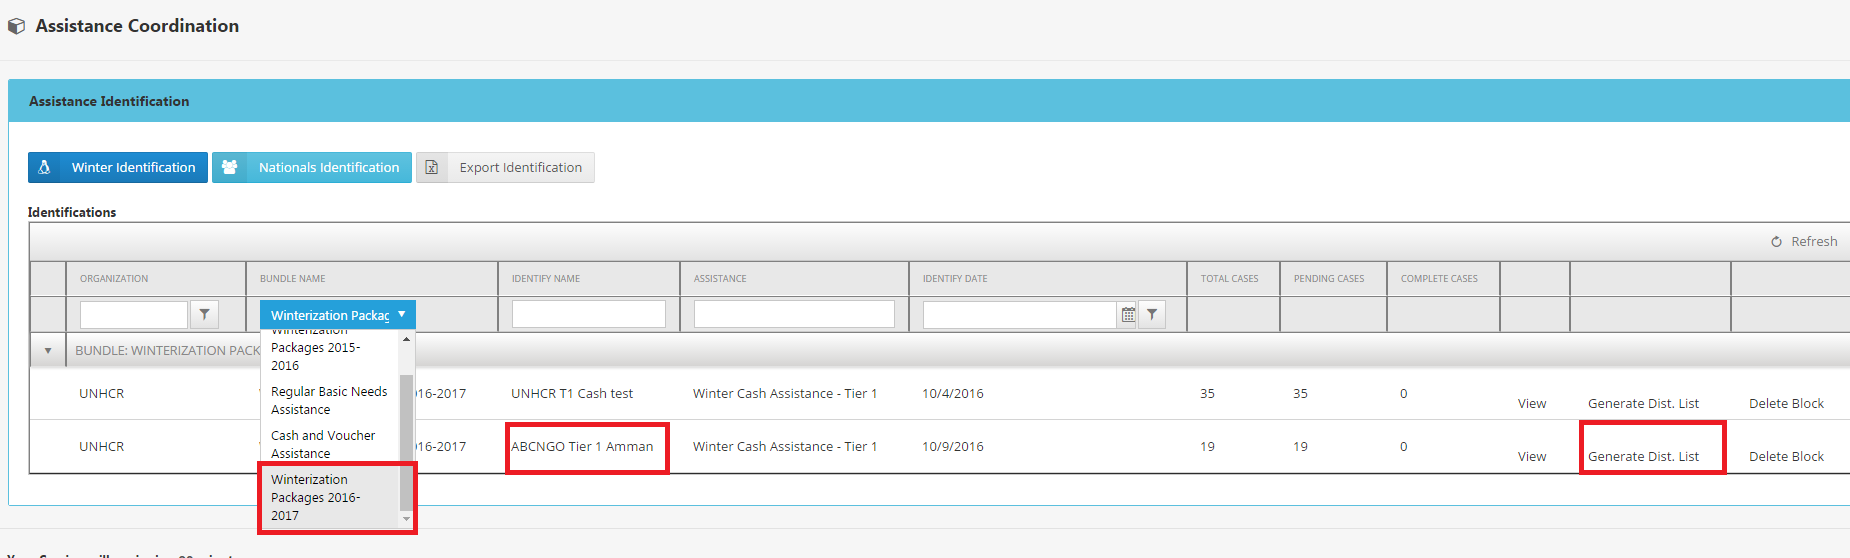 Assistance Coordination
Assistance Identification
Winter Identification
Nationals Identification
Export Identification
Identifications
Refresh
ORGANIZATION BUNDLE NAME IDENTIFY NAME ASSISTANCE IDENTIFY DATE TOTAL CASES PENDING CASES COMPLETE CASES
Winterization Packag
BUNDLE: WINTERIZATION PACK
Winterization
Packages 2015-
2016
Regular Basic Needs
Assistance
Cash and Voucher
Assistance
Winterization
Packages 2016-
2017
UNHCR 16-2017 UNHCR T1 Cash test Winter Cash Assistance - Tier 1 10/4/2016 35 35 0 View Generate Dist. List Delete Block
UNHCR 16-2017 ABCNGO Tier 1 Amman Winter Cash Assistance - Tier 1 10/9/2016 19 19 0 View Generate Dist. List Delete Block